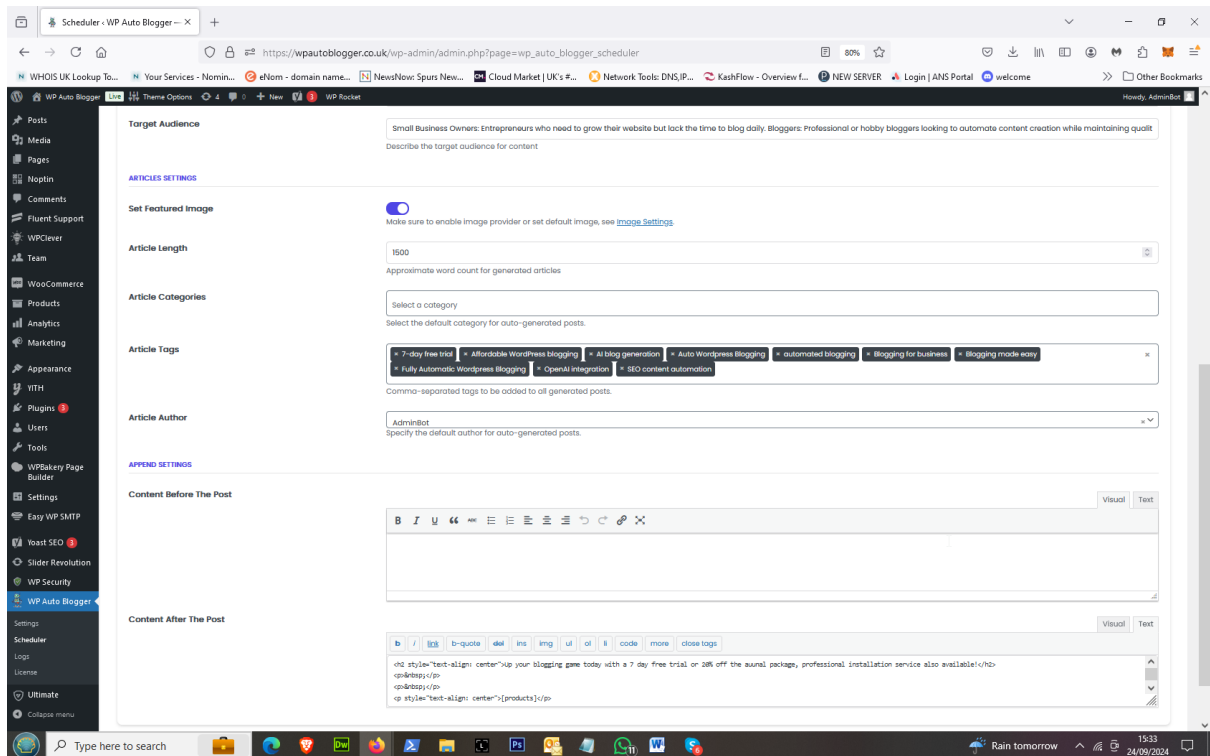 Scheduler ‹ WP Auto Blogger — ×
https://wpautoblogger.co.uk/wp-admin/admin.php?page=wp_auto_blogger_scheduler
80%
WHOIS UK Lookup To... Your Services - Nomin... eNom - domain name... NewsNow: Spurs New... Cloud Market | UK's #... Network Tools: DNS,IP... KashFlow - Overview f... NEW SERVER Login | ANS Portal welcome Other Bookmarks
WP Auto Blogger Live Theme Options 4 0 + New 3 WP Rocket Howdy, AdminBot
Posts
Media
Pages
Noptin
Comments
Fluent Support
WPClever
Team
WooCommerce
Products
Analytics
Marketing
Appearance
YITH
Plugins 3
Users
Tools
WPBakery Page
Builder
Settings
Easy WP SMTP
Yoast SEO 3
Slider Revolution
WP Security
WP Auto Blogger
Settings
Scheduler
Logs
License
Ultimate
Collapse menu
Target Audience
Small Business Owners: Entrepreneurs who need to grow their website but lack the time to blog daily. Bloggers: Professional or hobby bloggers looking to automate content creation while maintaining qualit
Describe the target audience for content
ARTICLES SETTINGS
Set Featured Image
Make sure to enable image provider or set default image, see Image Settings.
Article Length
1500
Approximate word count for generated articles
Article Categories
Select a category
Select the default category for auto-generated posts.
Article Tags
× 7-day free trial × Affordable WordPress blogging × AI blog generation × Auto Wordpress Blogging × automated blogging × Blogging for business × Blogging made easy ×
× Fully Automatic Wordpress Blogging × OpenAI integration × SEO content automation
Comma-separated tags to be added to all generated posts.
Article Author
AdminBot ×
Specify the default author for auto-generated posts.
APPEND SETTINGS
Content Before The Post
Visual Text
B I U ABC
Content After The Post
Visual Text
b i link b-quote del ins img ul ol li code more close tags
<h2 style="text-align: center">Up your blogging game today with a 7 day free trial or 20% off the auunal package, professional installation service also available!</h2>
<p>&nbsp;</p>
<p>&nbsp;</p>
<p style="text-align: center">[products]</p>
Type here to search
Dw
Ps
11
W
6
Rain tomorrow
15:33
24/09/2024